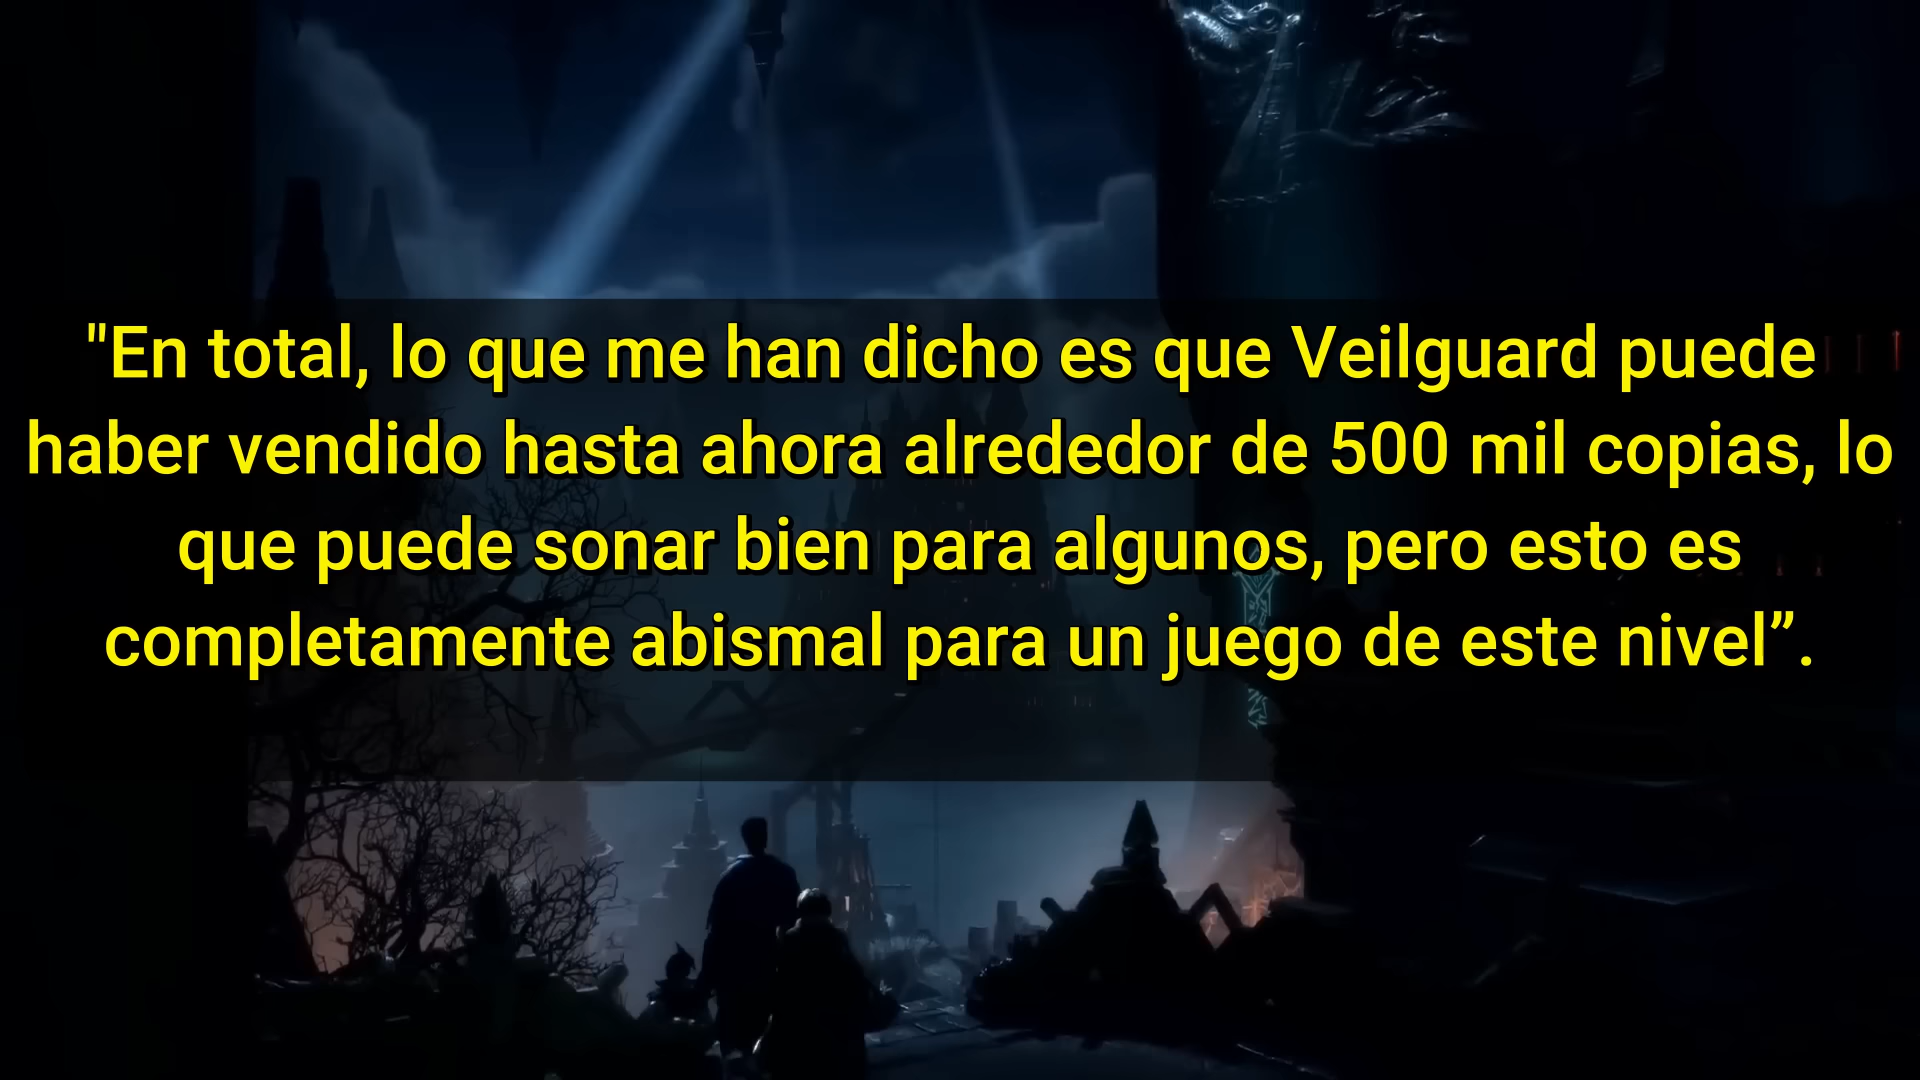 "En total, lo que me han dicho es que Veilguard puede
haber vendido hasta ahora alrededor de 500 mil copias, lo
que puede sonar bien para algunos, pero esto es
completamente abismal para un juego de este nivel”.